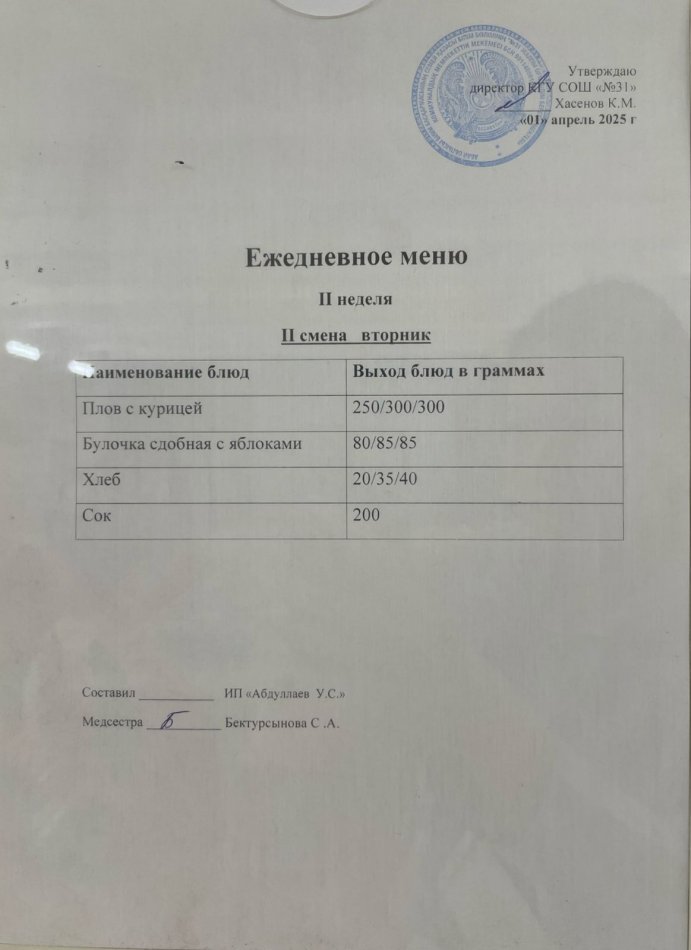 Утверждаю
директор КГУ СОШ «№31»
Хасенов К.М.
«01» апрель 2025 г
Ежедневное меню
II неделя
II смена вторник
Наименование блюд Выход блюд в граммах
Плов с курицей 250/300/300
Булочка сдобная с яблоками 80/85/85
Хлеб 20/35/40
Сок 200
Составил ___________ ИП «Абдуллаев У.С.»
Медсестра ___________ Бектурсынова С .А.